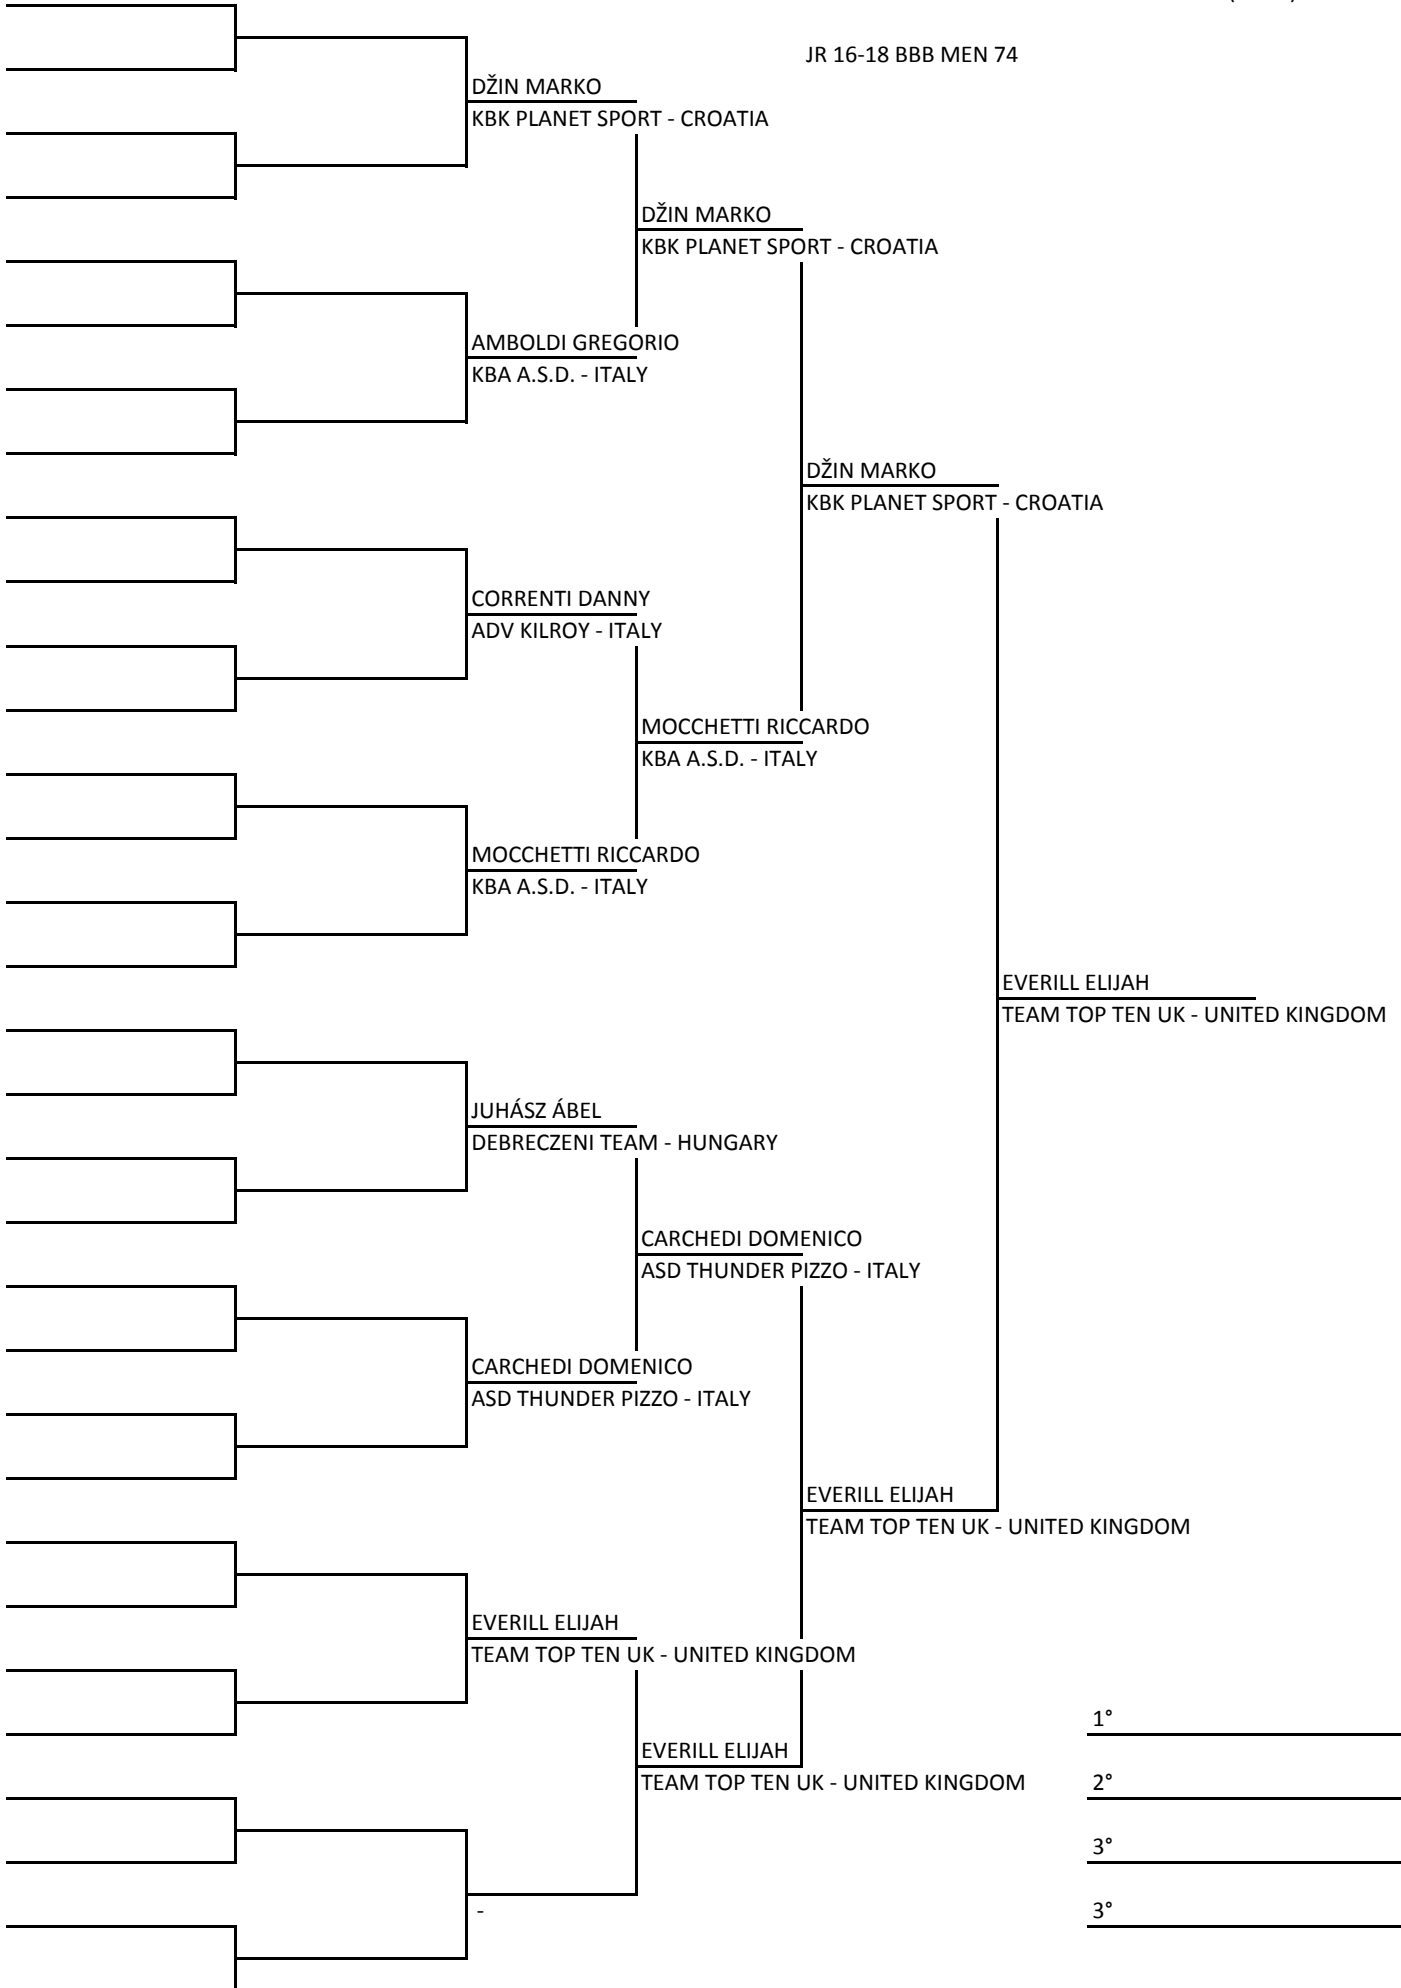 JR 16-18 BBB MEN 74
DŽIN MARKO
KBK PLANET SPORT - CROATIA
DŽIN MARKO
KBK PLANET SPORT - CROATIA
AMBOLDI GREGORIO
KBA A.S.D. - ITALY
DŽIN MARKO
KBK PLANET SPORT - CROATIA
CORRENTI DANNY
ADV KILROY - ITALY
MOCCHETTI RICCARDO
KBA A.S.D. - ITALY
MOCCHETTI RICCARDO
KBA A.S.D. - ITALY
EVERILL ELIJAH
TEAM TOP TEN UK - UNITED KINGDOM
JUHÁSZ ÁBEL
DEBRECZENI TEAM - HUNGARY
CARCHEDI DOMENICO
ASD THUNDER PIZZO - ITALY
CARCHEDI DOMENICO
ASD THUNDER PIZZO - ITALY
EVERILL ELIJAH
TEAM TOP TEN UK - UNITED KINGDOM
EVERILL ELIJAH
TEAM TOP TEN UK - UNITED KINGDOM
1°
EVERILL ELIJAH
TEAM TOP TEN UK - UNITED KINGDOM
2°
3°
-
3°